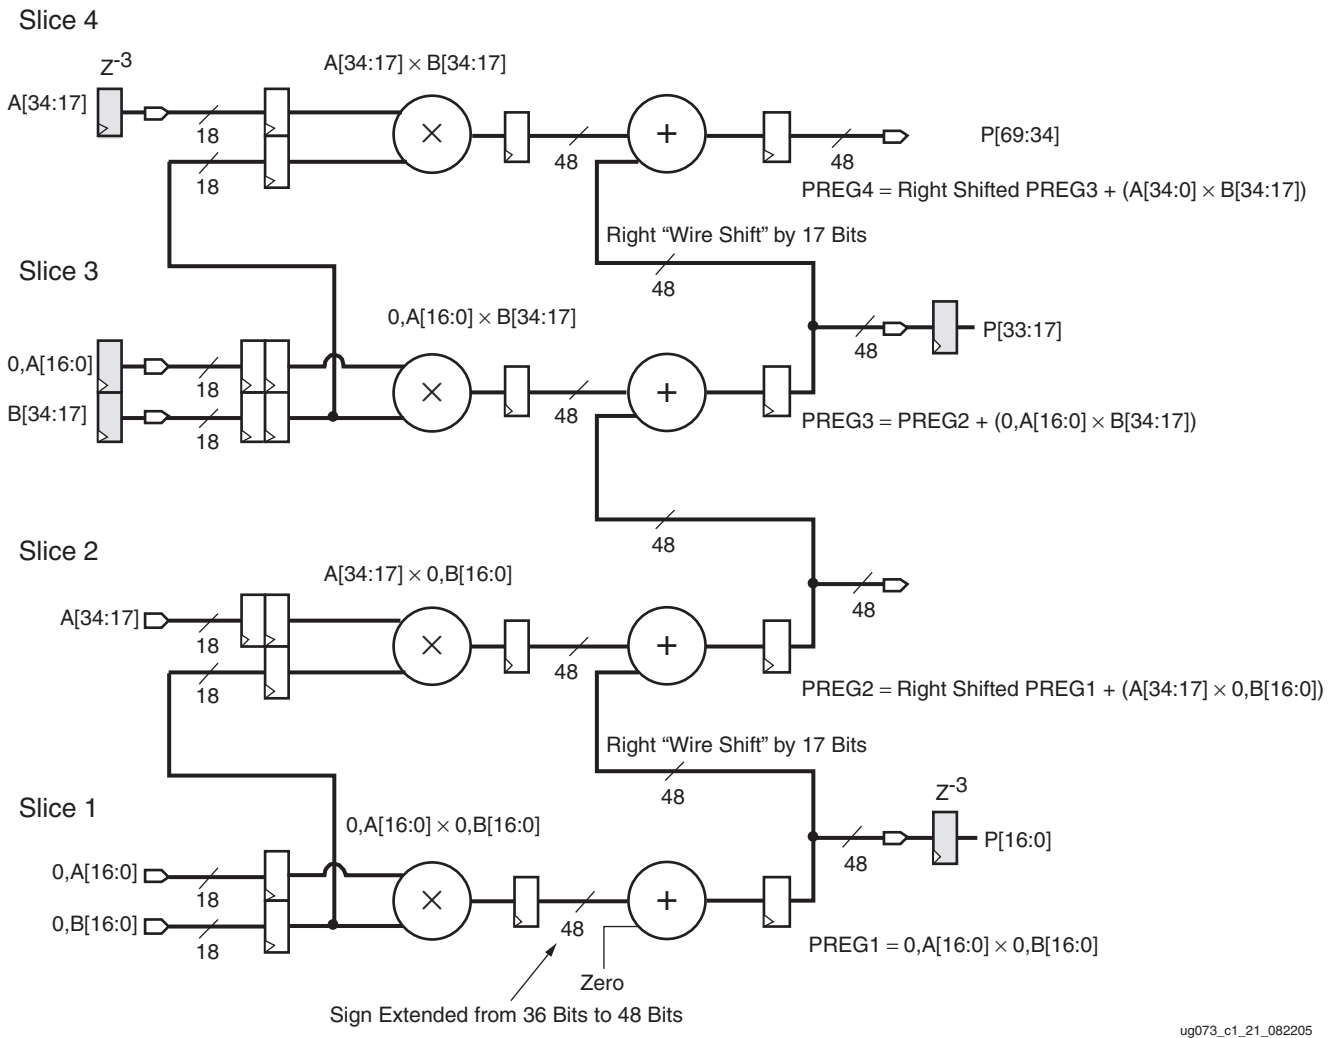 Slice 4
Z-3
A[34:17] × B[34:17]
A[34:17]
18
48
48
P[69:34]
18
PREG4 = Right Shifted PREG3 + (A[34:0] × B[34:17])
Right “Wire Shift” by 17 Bits
Slice 3
48
0,A[16:0] × B[34:17]
48
P[33:17]
0,A[16:0]
18
48
B[34:17]
18
PREG3 = PREG2 + (0,A[16:0] × B[34:17])
48
Slice 2
A[34:17] × 0,B[16:0]
48
A[34:17]
18
48
18
PREG2 = Right Shifted PREG1 + (A[34:17] × 0,B[16:0])
Right “Wire Shift” by 17 Bits
48
Z-3
Slice 1
0,A[16:0] × 0,B[16:0]
48
P[16:0]
0,A[16:0]
18
0,B[16:0]
18
48
PREG1 = 0,A[16:0] × 0,B[16:0]
Zero
Sign Extended from 36 Bits to 48 Bits
ug073_c1_21_082205